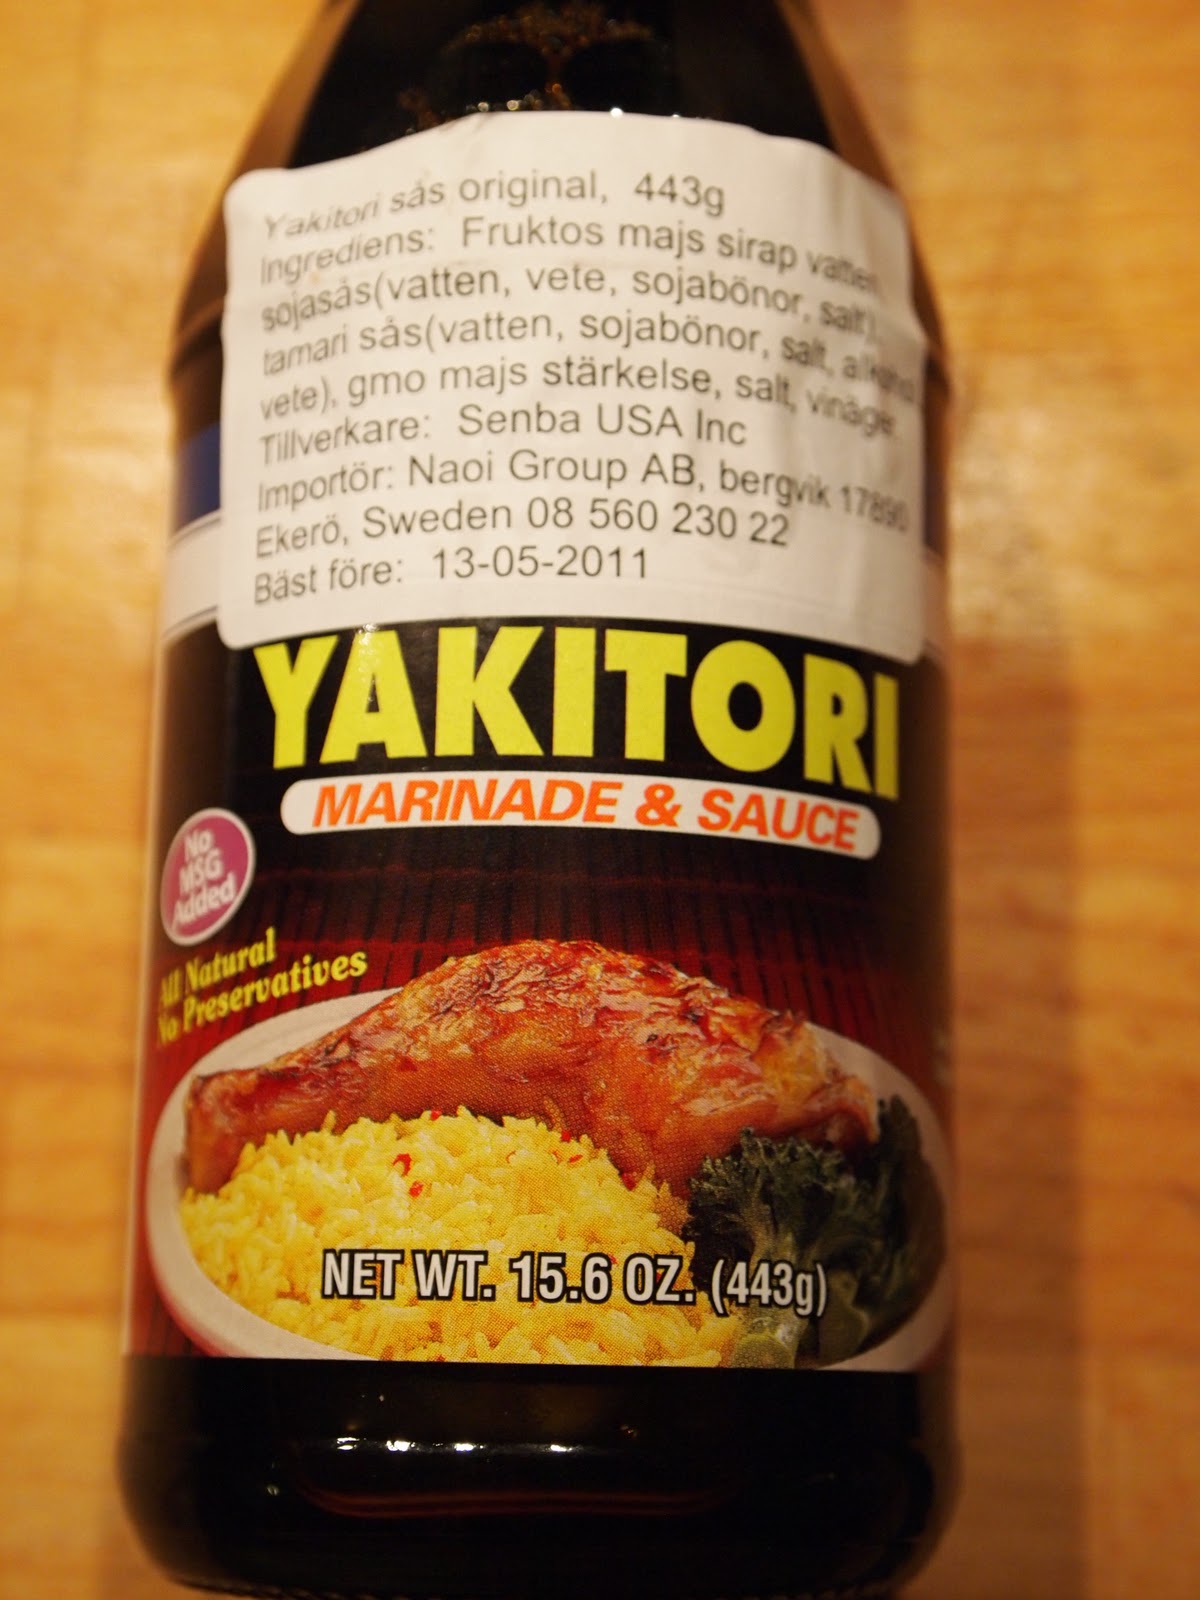 Yakitori sås original, 443g
Ingrediens: Fruktos majs sirap vatten,
sojasås(vatten, vete, sojabönor, salt),
tamari sås(vatten, sojabönor, salt, alkohol
vete), gmo majs stärkelse, salt, vinäger.
Tillverkare: Senba USA Inc
Importör: Naoi Group AB, bergvik 17890
Ekerö, Sweden 08 560 230 22
Bäst före: 13-05-2011
YAKITORI
MARINADE & SAUCE
No
MSG
Added
All Natural
No Preservatives
NET WT. 15.6 OZ. (443g)